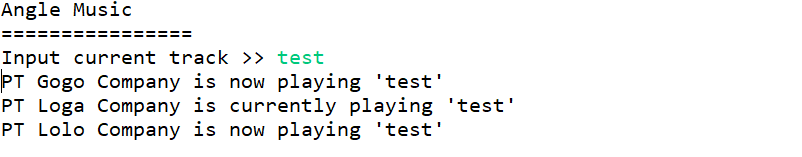 Angle Music
================
Input current track >> test
PT Gogo Company is now playing 'test'
PT Loga Company is currently playing 'test'
PT Lolo Company is now playing 'test'